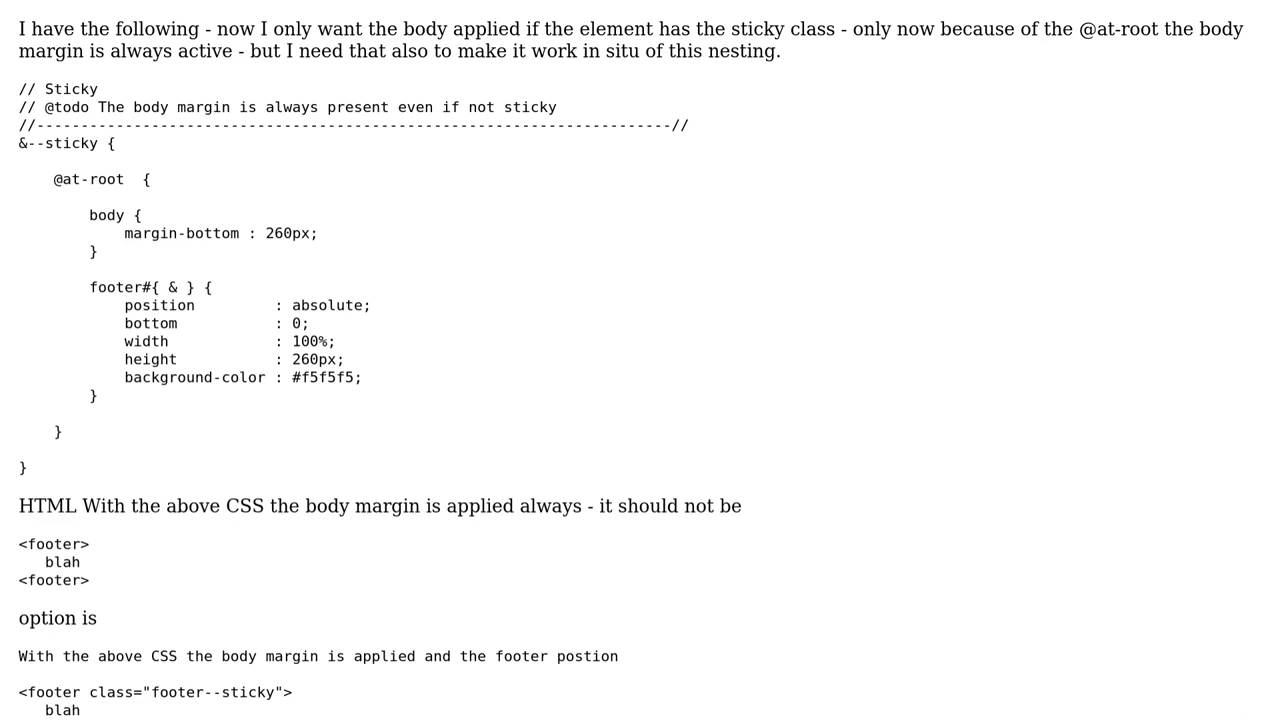 I have the following - now I only want the body applied if the element has the sticky class - only now because of the @at-root the body
margin is always active - but I need that also to make it work in situ of this nesting.
// Sticky
// @todo The body margin is always present even if not sticky
//------------------------------------------------------------------------//
&--sticky {
    @at-root  {
        body {
            margin-bottom : 260px;
        }
        footer#{ & } {
            position         : absolute;
            bottom           : 0;
            width            : 100%;
            height           : 260px;
            background-color : #f5f5f5;
        }
    }
}
HTML With the above CSS the body margin is applied always - it should not be
<footer>
   blah
<footer>
option is
With the above CSS the body margin is applied and the footer postion
<footer class="footer--sticky">
   blah